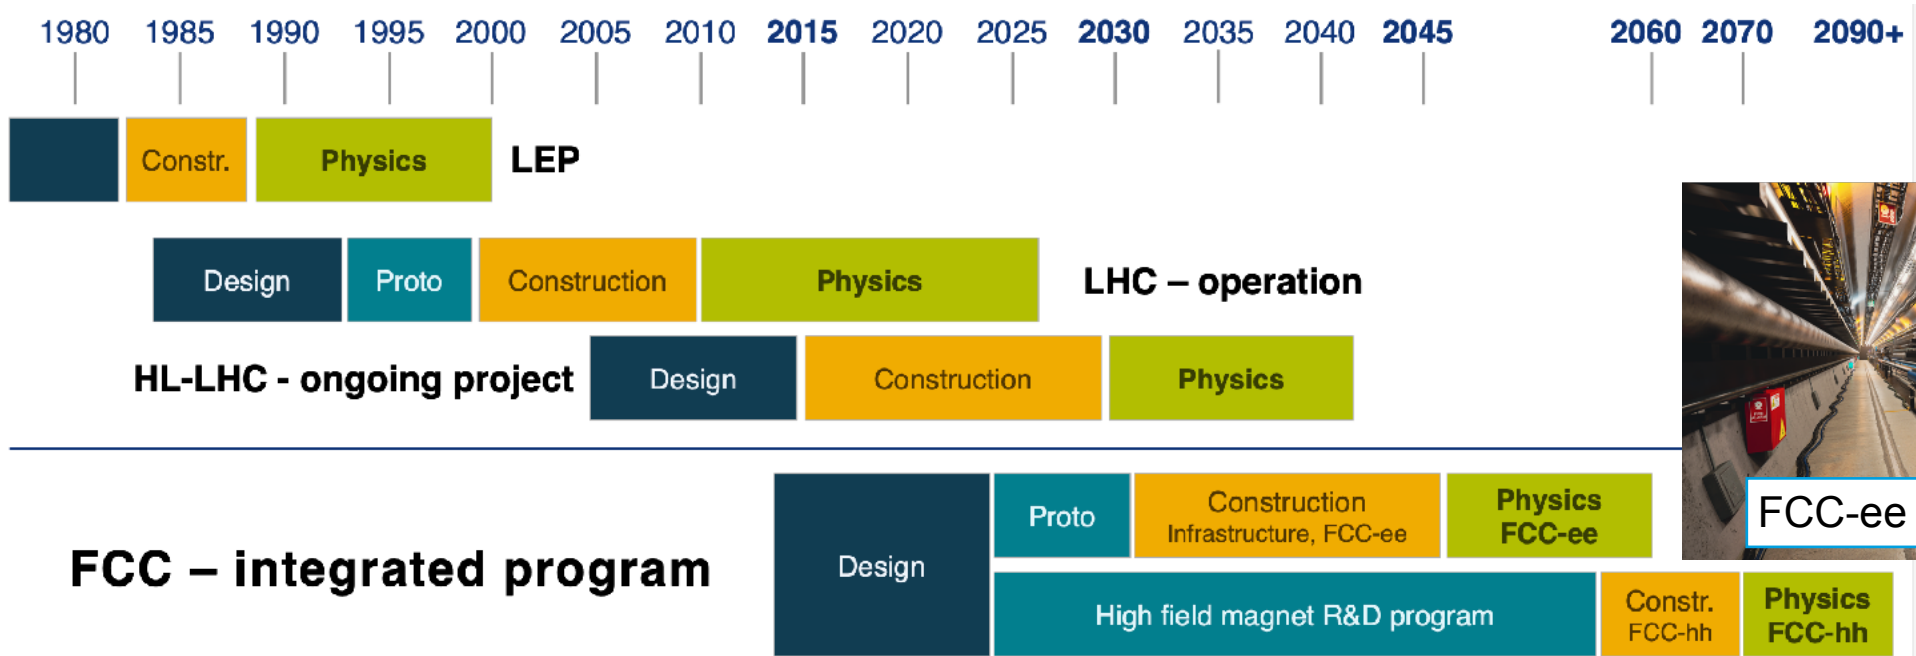 1980 1985 1990 1995 2000 2005 2010 2015 2020 2025 2030 2035 2040 2045 2060 2070 2090+
Constr. Physics LEP
Design Proto Construction Physics LHC – operation
HL-LHC - ongoing project Design Construction Physics
FCC – integrated program
Design
Proto
Construction
Infrastructure, FCC-ee
Physics
FCC-ee
FCC-ee
High field magnet R&D program
Constr.
FCC-hh
Physics
FCC-hh